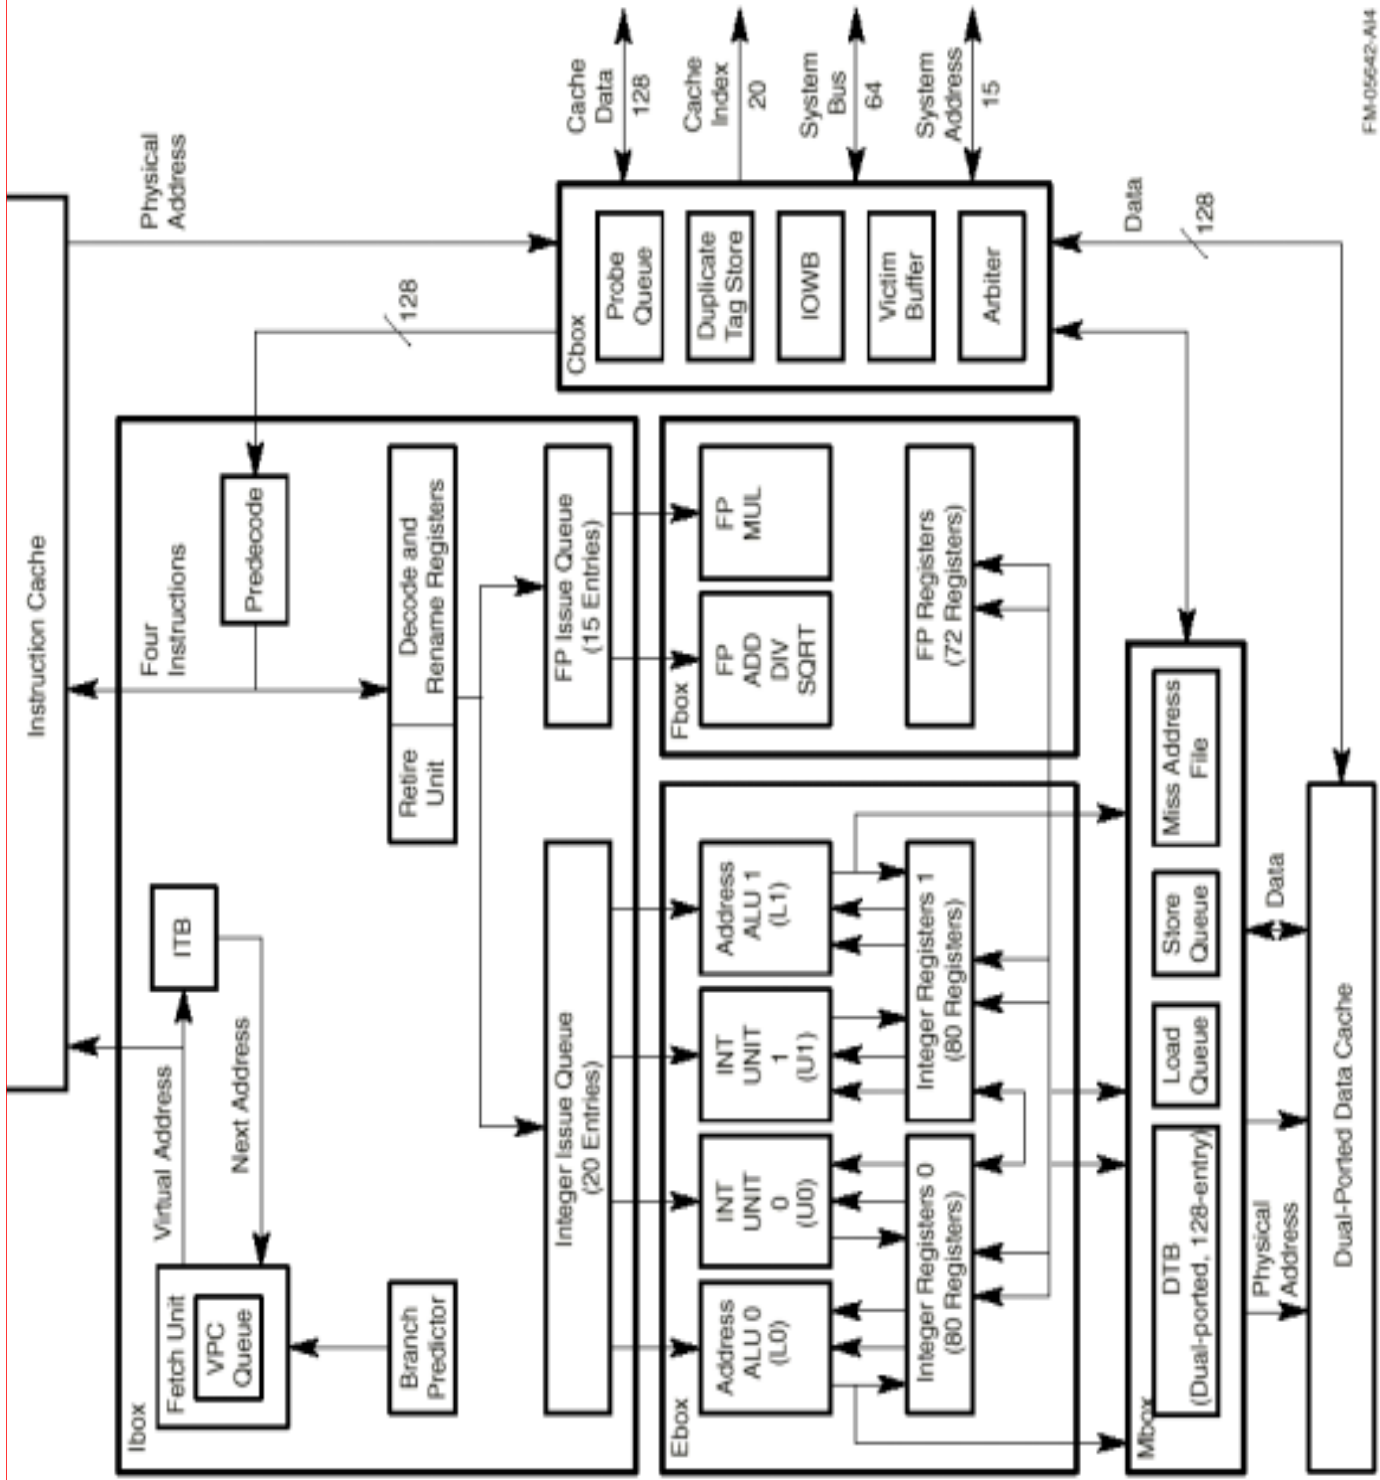 Instruction Cache
Ibox
Fetch Unit
VPC
Queue
Virtual Address
Next Address
ITB
Branch
Predictor
Four
Instructions
Predecode
Retire
Unit
Decode and
Rename Registers
Integer Issue Queue
(20 Entries)
FP Issue Queue
(15 Entries)
128
Physical
Address
Ebox
Address
ALU 0
(L0)
INT
UNIT
0
(U0)
INT
UNIT
1
(U1)
Address
ALU 1
(L1)
Integer Registers 0
(80 Registers)
Integer Registers 1
(80 Registers)
Fbox
FP
ADD
DIV
SQRT
FP
MUL
FP Registers
(72 Registers)
Cbox
Probe
Queue
Duplicate
Tag Store
IOWB
Victim
Buffer
Arbiter
Cache
Data
128
Cache
Index
20
System
Bus
64
System
Address
15
Data
128
Mbox
DTB
(Dual-ported, 128-entry)
Load
Queue
Store
Queue
Miss Address
File
Physical
Address
Data
Dual-Ported Data Cache
FM-05642-AI4